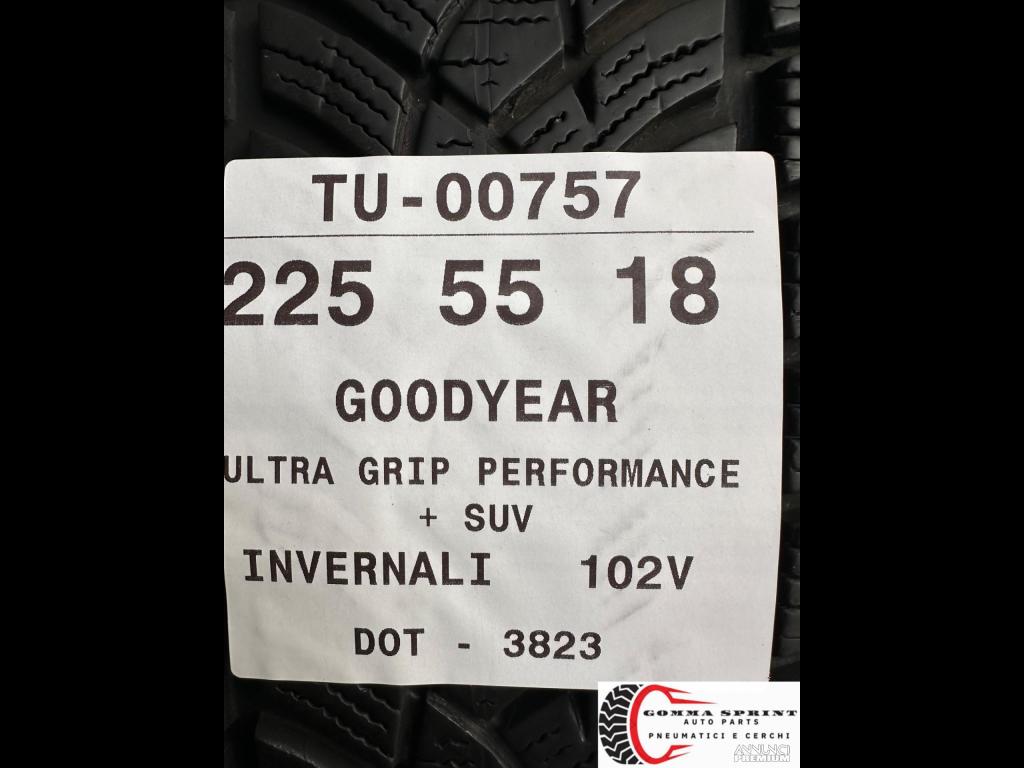 TU-00757
225 55 18
GOODYEAR
ULTRA GRIP PERFORMANCE
+ SUV
INVERNALI 102V
DOT - 3823
GOMMA SPRINT
AUTO PARTS
PNEUMATICI E CERCHI
ANNUNCI
PREMIUM